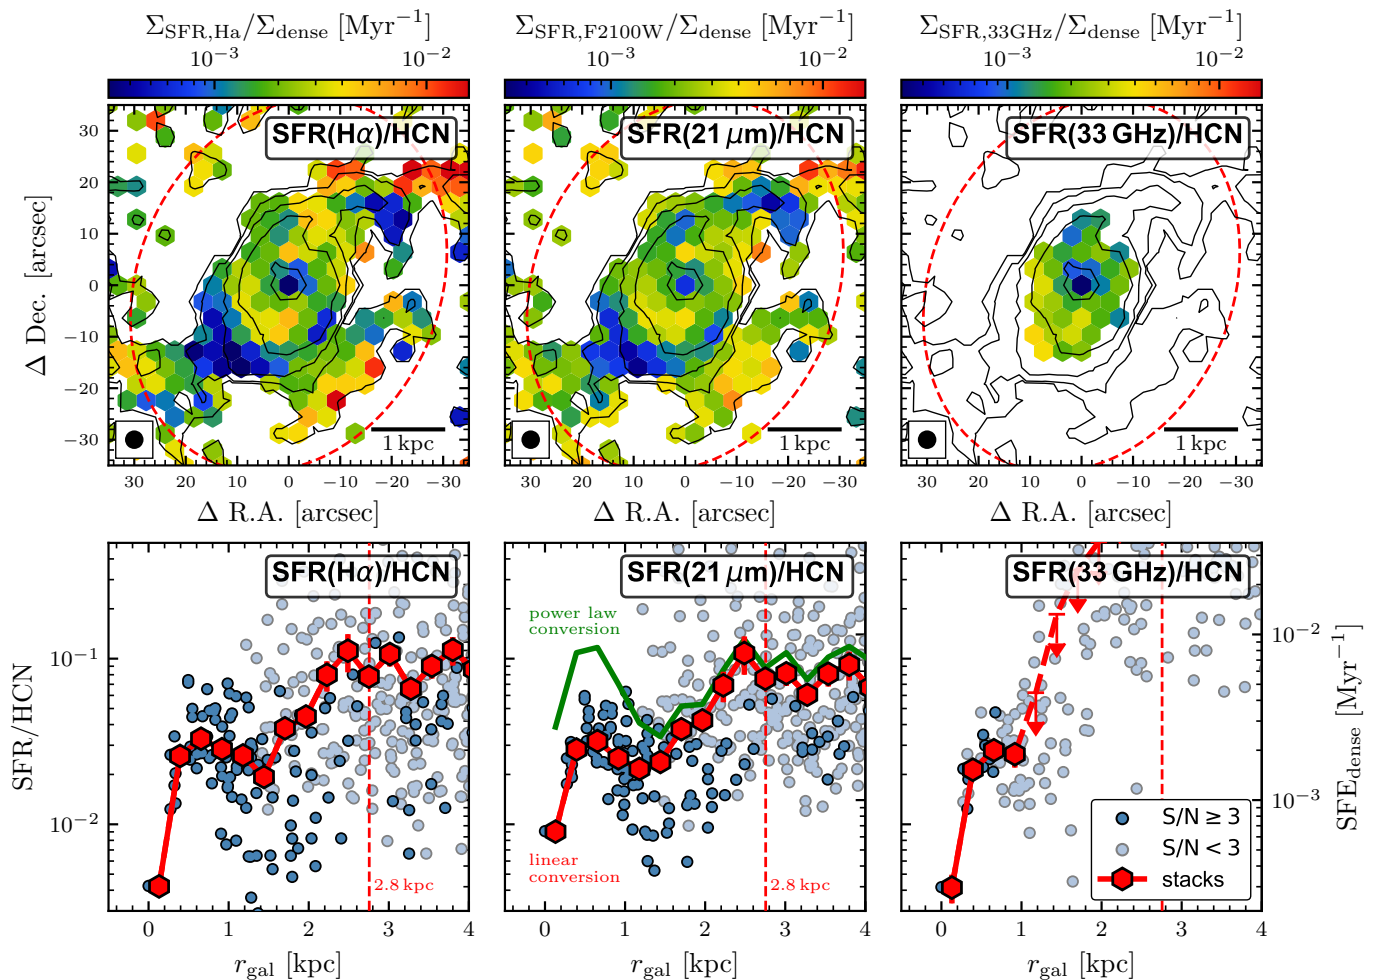 Σ_SFR,Ha/Σ_dense [Myr⁻¹]
Σ_SFR,F2100W/Σ_dense [Myr⁻¹]
Σ_SFR,33GHz/Σ_dense [Myr⁻¹]
10⁻³ 10⁻²
10⁻³ 10⁻²
10⁻³ 10⁻²
SFR(Hα)/HCN
SFR(21 μm)/HCN
SFR(33 GHz)/HCN
Δ Dec. [arcsec]
30
20
10
0
−10
−20
−30
1 kpc
1 kpc
1 kpc
30 20 10 0 −10 −20 −30
30 20 10 0 −10 −20 −30
30 20 10 0 −10 −20 −30
Δ R.A. [arcsec]
Δ R.A. [arcsec]
Δ R.A. [arcsec]
SFR(Hα)/HCN
SFR(21 μm)/HCN
SFR(33 GHz)/HCN
SFR/HCN
10⁻¹
10⁻²
2.8 kpc
power law
conversion
linear
conversion
2.8 kpc
S/N ≥ 3
S/N < 3
stacks
10⁻²
10⁻³
SFE_dense [Myr⁻¹]
0 1 2 3 4
0 1 2 3 4
0 1 2 3 4
r_gal [kpc]
r_gal [kpc]
r_gal [kpc]